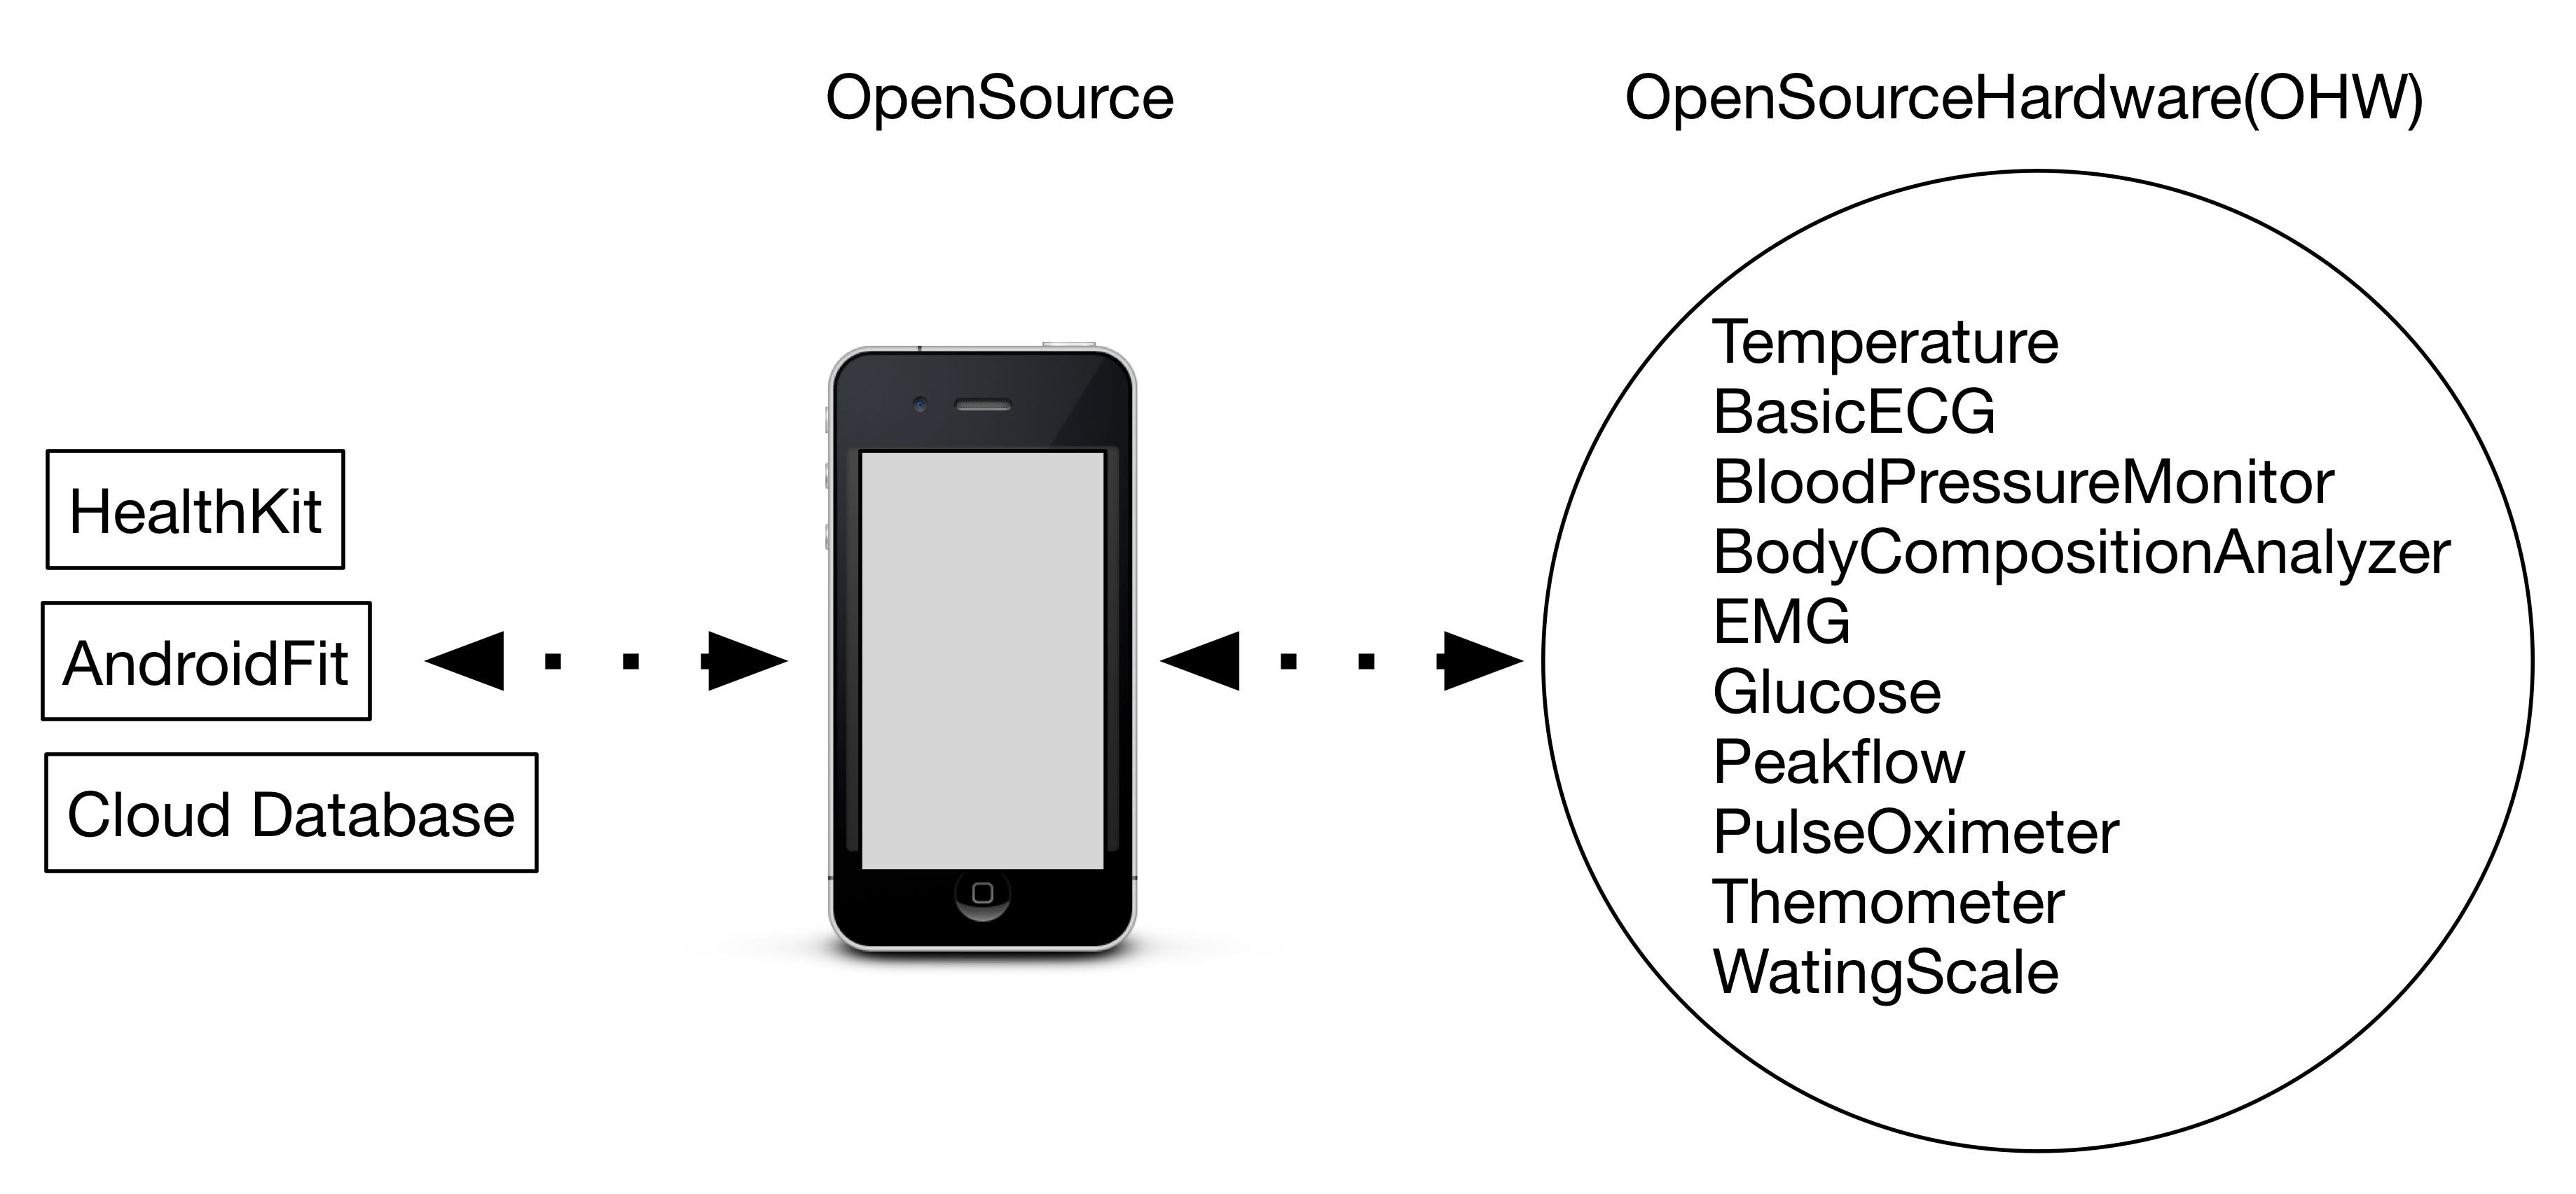 OpenSource
OpenSourceHardware(OHW)
HealthKit
AndroidFit
Cloud Database
Temperature
BasicECG
BloodPressureMonitor
BodyCompositionAnalyzer
EMG
Glucose
Peakflow
PulseOximeter
Themometer
WatingScale